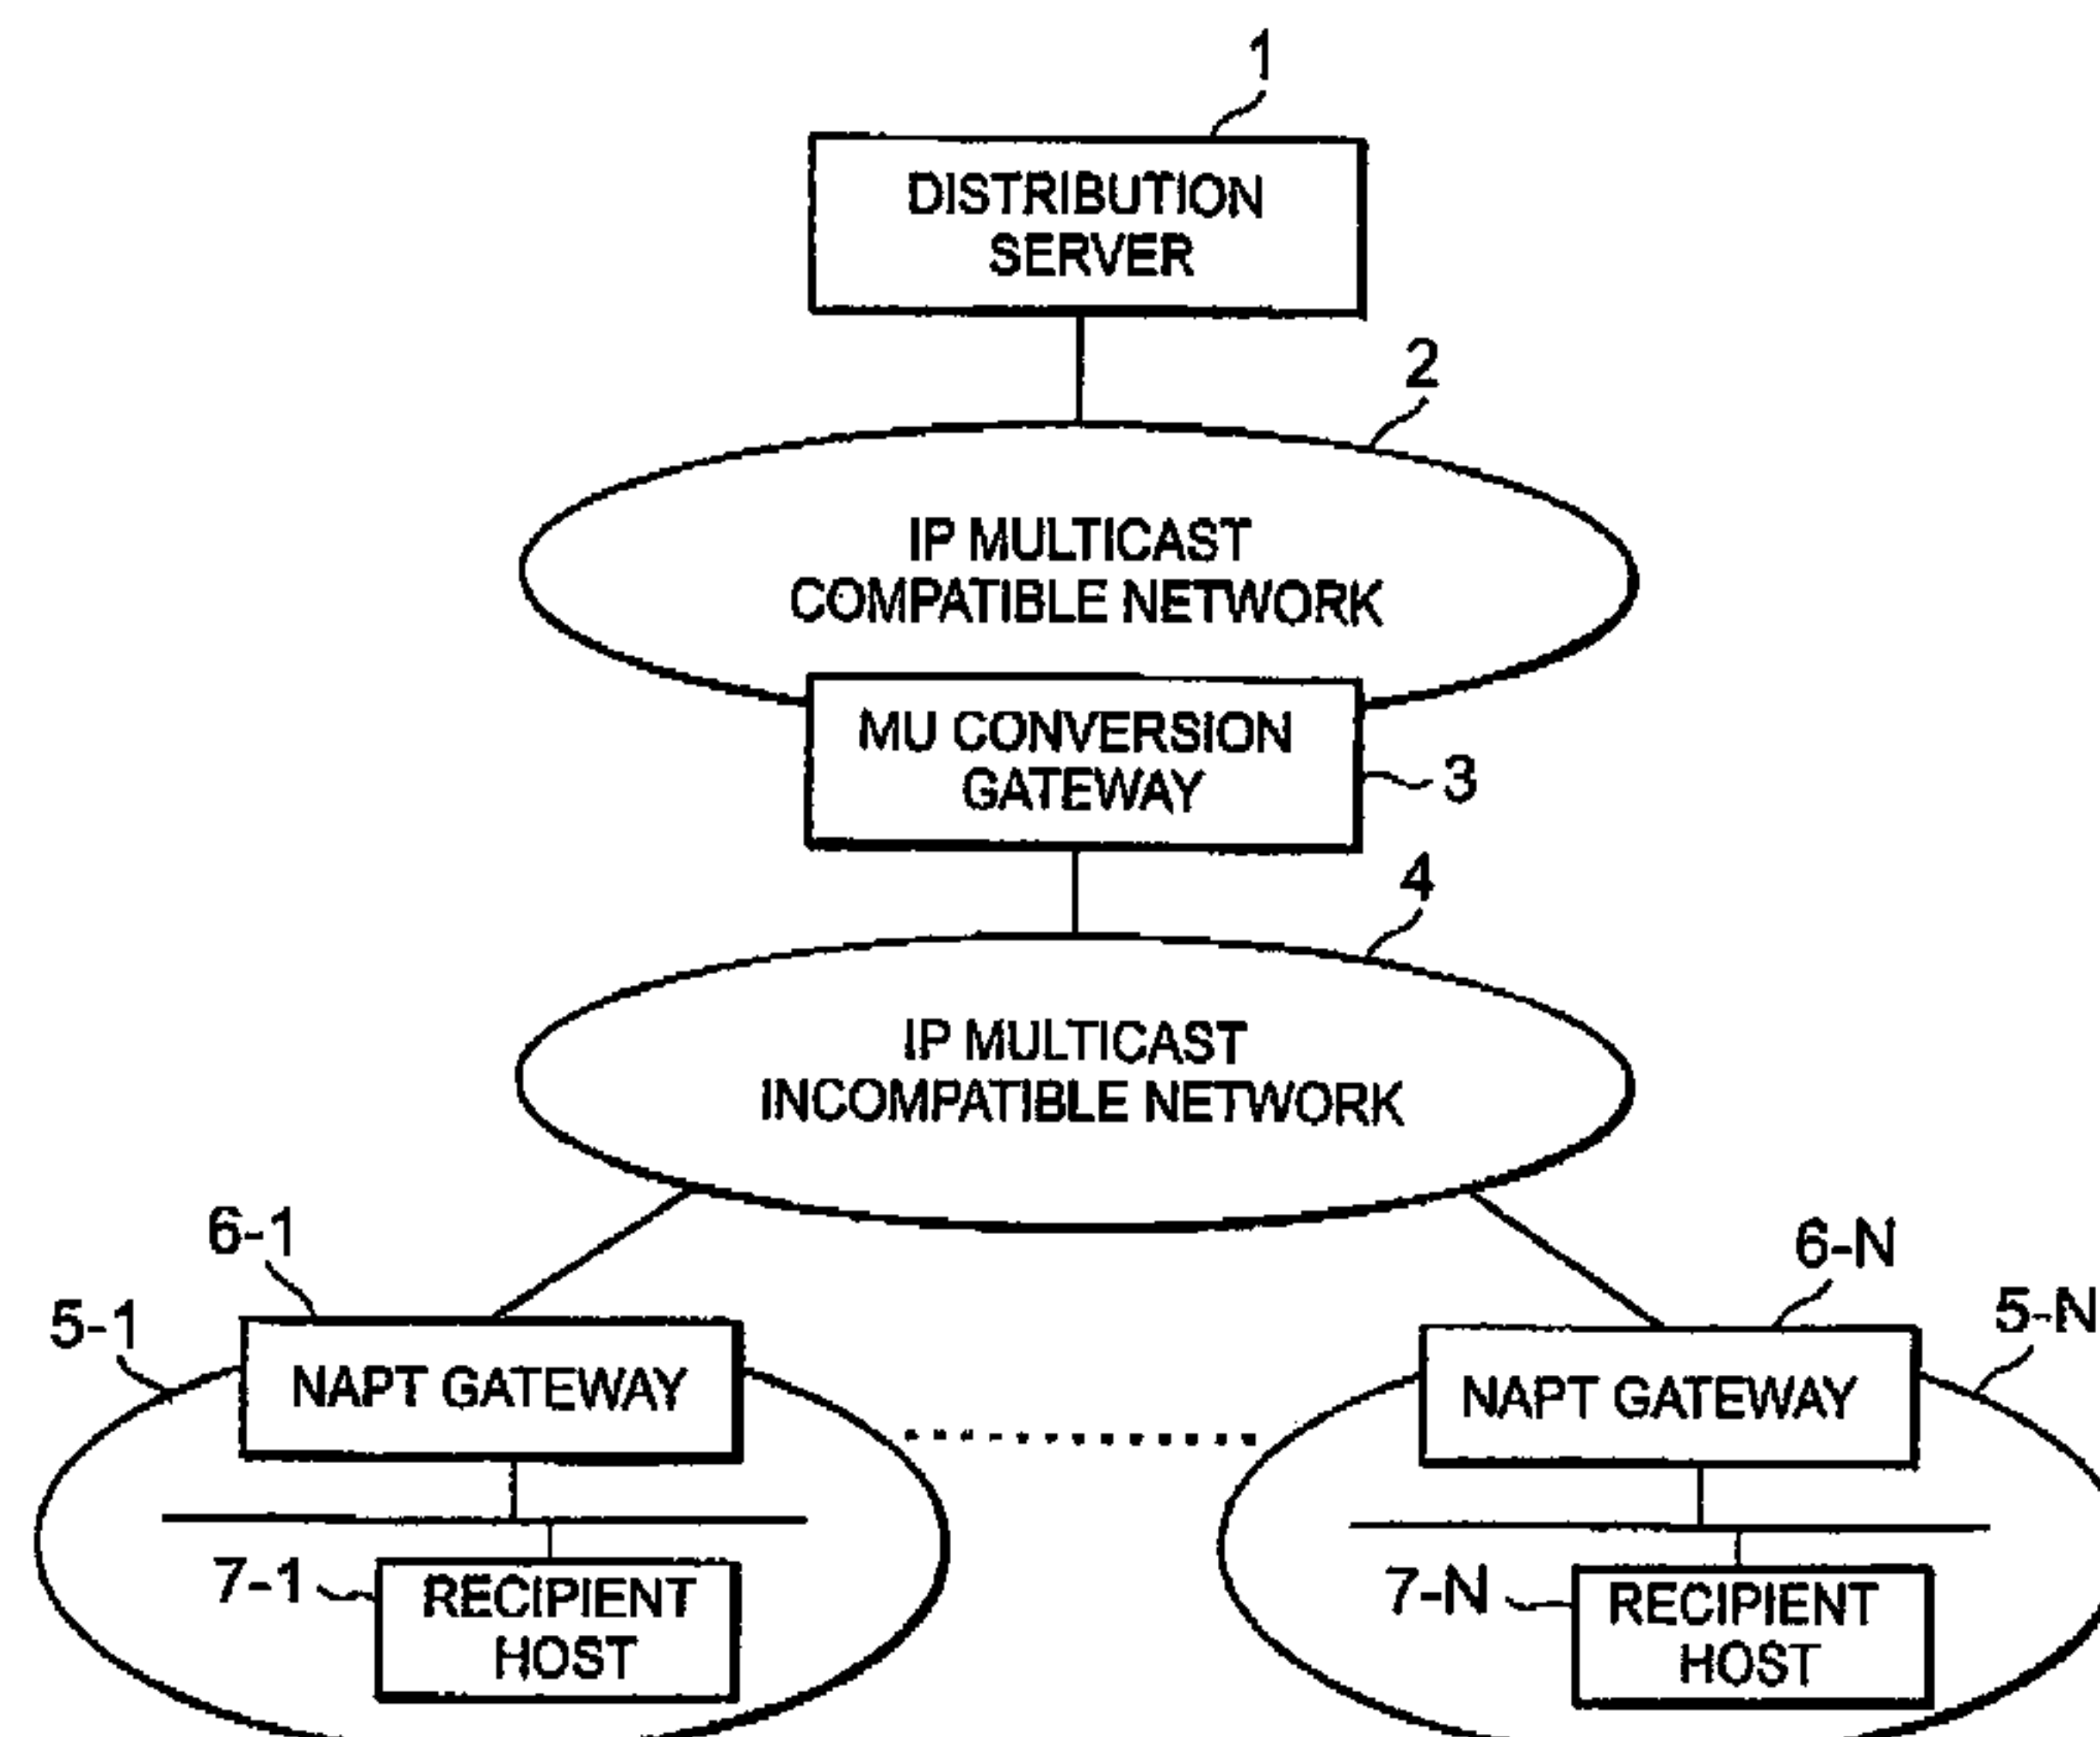 1
DISTRIBUTION
SERVER
2
IP MULTICAST
COMPATIBLE NETWORK
MU CONVERSION
GATEWAY
3
4
IP MULTICAST
INCOMPATIBLE NETWORK
6-1
6-N
5-1
5-N
NAPT GATEWAY
NAPT GATEWAY
7-1
RECIPIENT
HOST
7-N
RECIPIENT
HOST